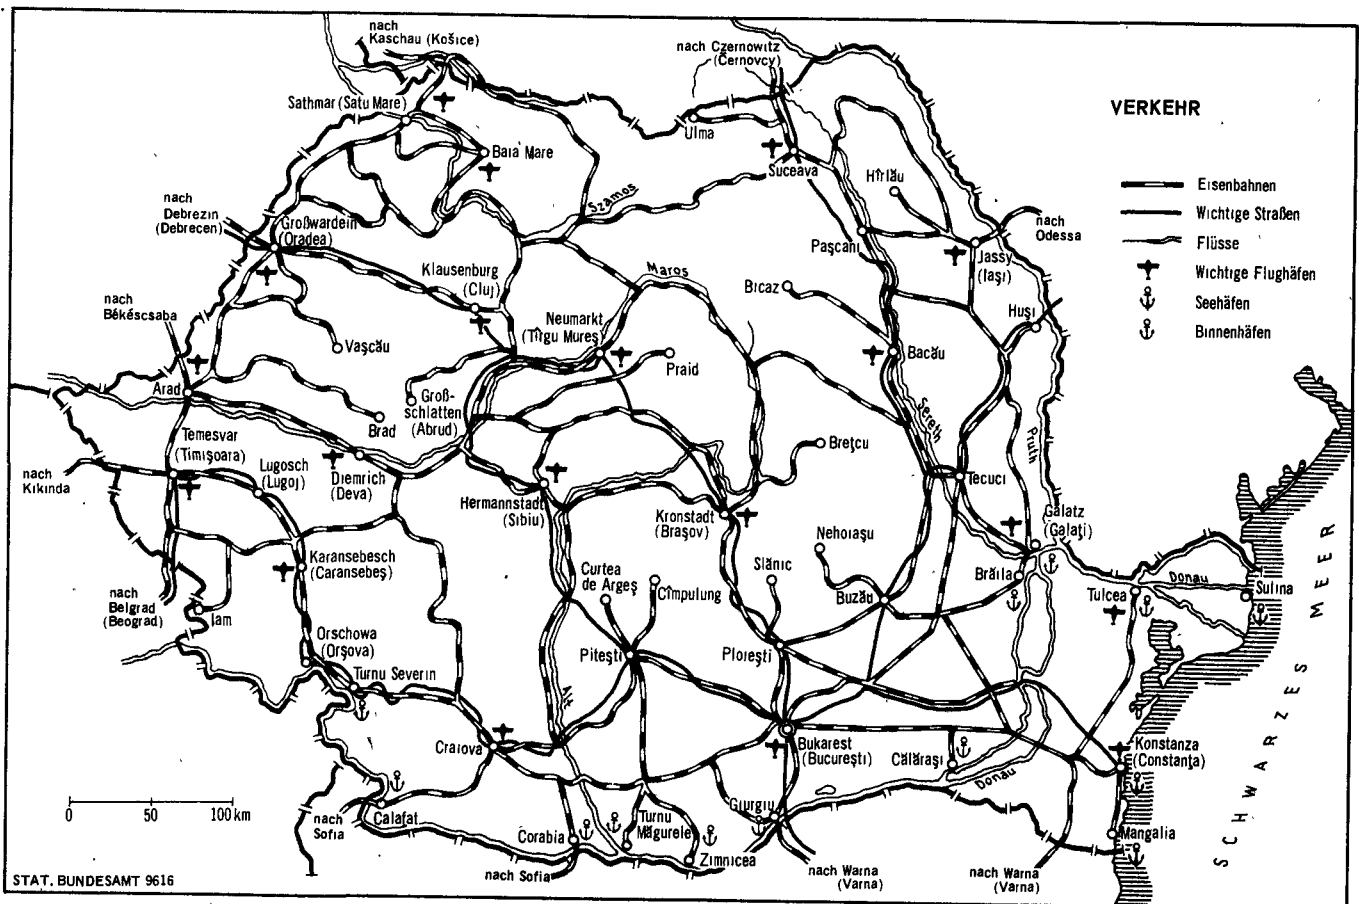 nach
Kaschau (Košice)
nach Czernowitz
(Černovcy)
VERKEHR
Eisenbahnen
Wichtige Straßen
Flüsse
Wichtige Flughäfen
Seehäfen
Binnenhäfen
Sathmar (Satu Mare)
Baia Mare
Ulma
Suceava
Hîrlău
nach
Debrezin
(Debrecen)
Großwardein
(Oradea)
Szamos
Paşcani
Jassy
(Iaşi)
nach
Odessa
Klausenburg
(Cluj)
Maros
Bicaz
Huşi
nach
Békéscsaba
Neumarkt
(Tîrgu Mureş)
Vaşcău
Praid
Bacău
Arad
Groß-
schlatten
(Abrud)
Brad
Sereth
Pruth
Temesvar
(Timişoara)
Lugosch
(Lugoj)
Diemrich
(Deva)
Breţcu
nach
Kikinda
Tecuci
Hermannstadt
(Sibiu)
Kronstadt
(Braşov)
Galatz
(Galaţi)
Nehoiaşu
Karansebesch
(Caransebeş)
Curtea
de Argeş
Cîmpulung
Slănic
Buzău
Brăila
Donau
Tulcea
Sulina
nach
Belgrad
(Beograd)
Iam
Orschowa
(Orşova)
Turnu Severin
Piteşti
Ploreşti
Alt
Craiova
Bukarest
(Bucureşti)
Călăraşi
Konstanza
(Constanţa)
Donau
SCHWARZES MEER
0 50 100 km
nach
Sofia
Calafat
Corabia
Turnu
Măgurele
Giurgiu
Zimnicea
Mangalia
nach Sofia
nach Warna
(Varna)
nach Warna
(Varna)
STAT. BUNDESAMT 9616